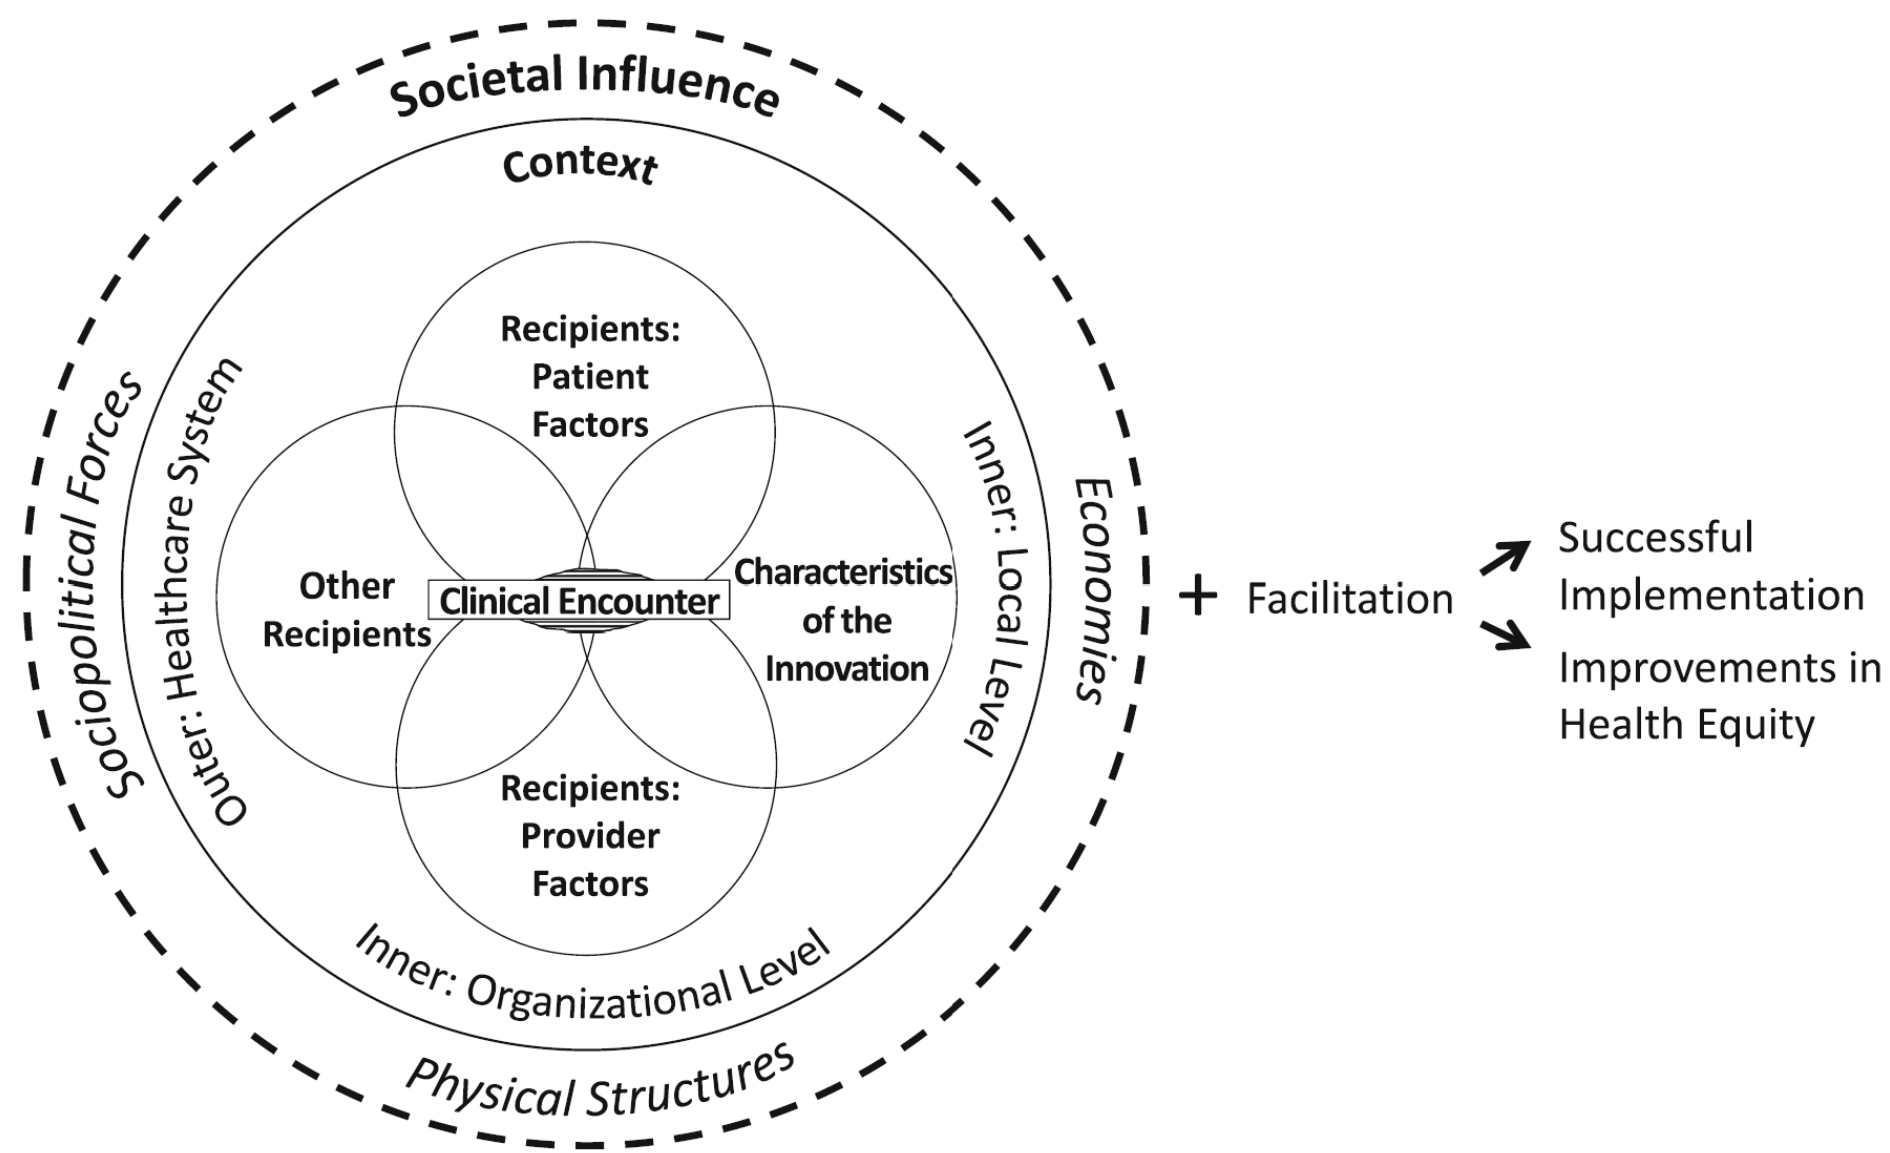 Societal Influence
Context
Sociopolitical Forces
Outer: Healthcare System
Recipients:
Patient
Factors
Other
Recipients
Clinical Encounter
Characteristics
of the
Innovation
Recipients:
Provider
Factors
Inner: Local Level
Economies
Inner: Organizational Level
Physical Structures
+ Facilitation
Successful
Implementation
Improvements in
Health Equity